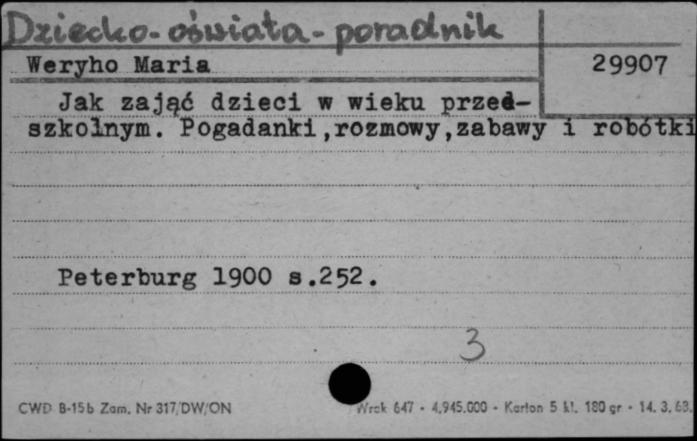 Dziecko-oświata-poradnik
Weryho Maria
29907
Jak zająć dzieci w wieku przed-
szkolnym. Pogadanki,rozmowy,zabawy i robótki
Peterburg 1900 s.252.
3
CWD B-15b Zam. Nr 317/DW/ON
Wrak 647 - 4.945.000 - Karton 5 kl. 180 gr - 14.3.63.